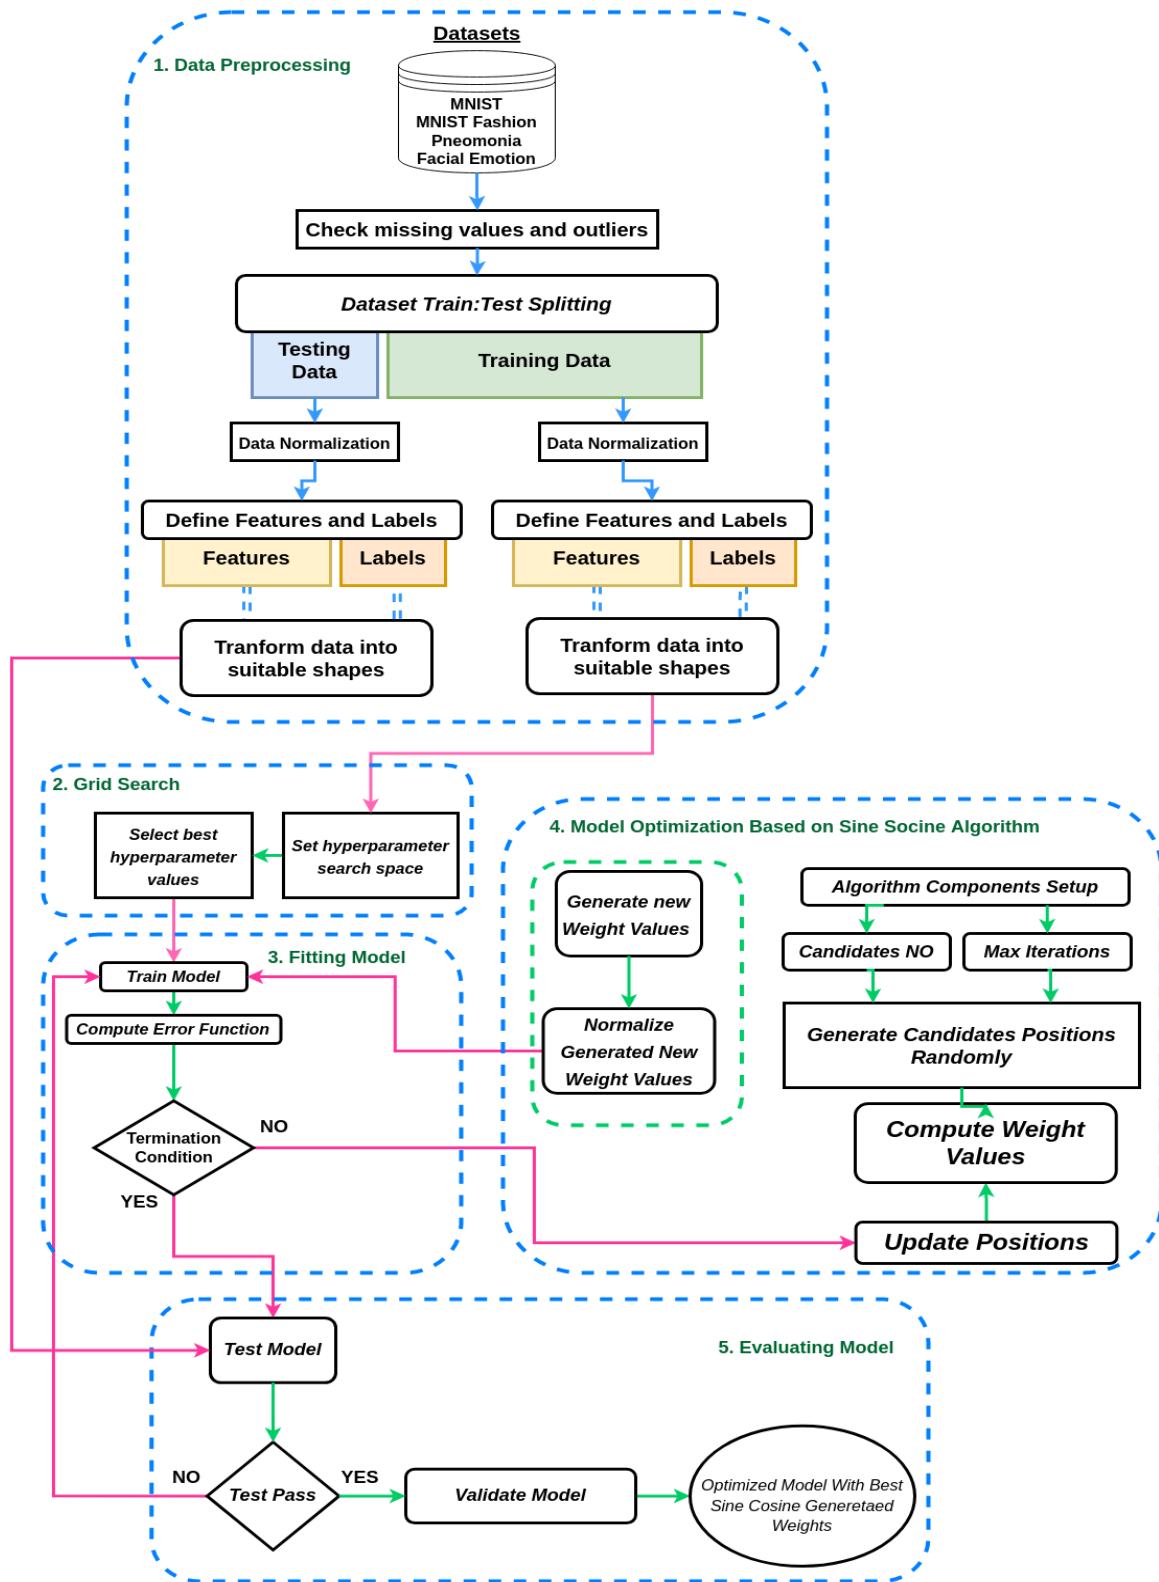 Datasets
1. Data Preprocessing
MNIST
MNIST Fashion
Pneomonia
Facial Emotion
Check missing values and outliers
Dataset Train:Test Splitting
Testing
Data
Training Data
Data Normalization
Data Normalization
Define Features and Labels
Define Features and Labels
Features
Labels
Features
Labels
Tranform data into
suitable shapes
Tranform data into
suitable shapes
2. Grid Search
Select best
hyperparameter
values
Set hyperparameter
search space
3. Fitting Model
Train Model
Compute Error Function
Termination
Condition
NO
YES
4. Model Optimization Based on Sine Socine Algorithm
Generate new
Weight Values
Normalize
Generated New
Weight Values
Algorithm Components Setup
Candidates NO
Max Iterations
Generate Candidates Positions
Randomly
Compute Weight
Values
Update Positions
5. Evaluating Model
Test Model
NO
Test Pass
YES
Validate Model
Optimized Model With Best
Sine Cosine Generetaed
Weights